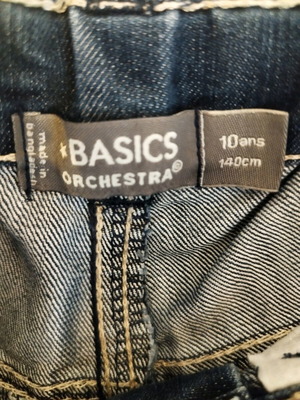 made in
bangladesh
*BASICS
ORCHESTRA®
10ans
140cm